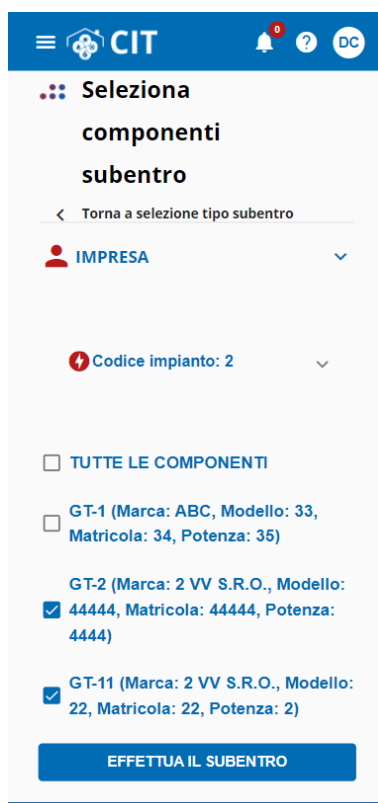 CIT
0
?
DC
Seleziona
componenti
subentro
Torna a selezione tipo subentro
IMPRESA
Codice impianto: 2
TUTTE LE COMPONENTI
GT-1 (Marca: ABC, Modello: 33,
Matricola: 34, Potenza: 35)
GT-2 (Marca: 2 VV S.R.O., Modello:
44444, Matricola: 44444, Potenza:
4444)
GT-11 (Marca: 2 VV S.R.O., Modello:
22, Matricola: 22, Potenza: 2)
EFFETTUA IL SUBENTRO